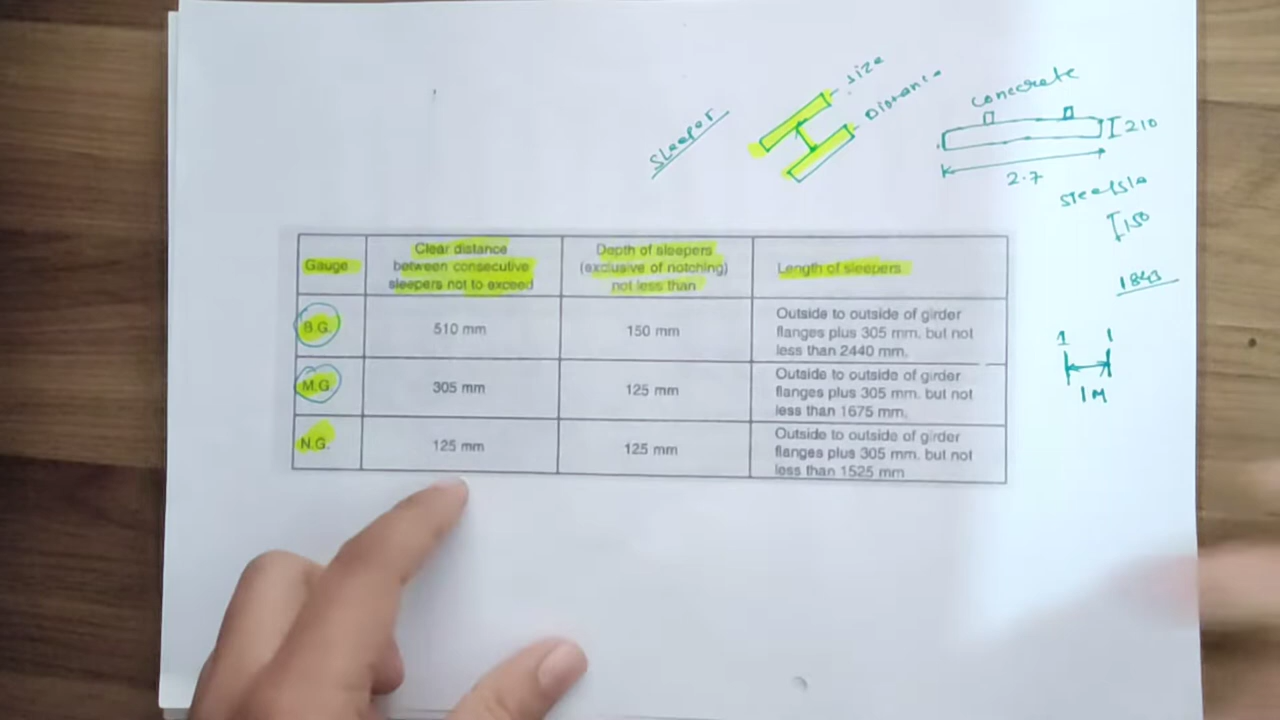 Sleeper
size
Distance
Concrete
210
2.7
150
1
1
1M
Gauge
Clear distance
between consecutive
sleepers not to exceed
Depth of sleepers
(exclusive of notching)
not less than
Length of sleepers
B.G.
510 mm
150 mm
Outside to outside of girder
flanges plus 305 mm. but not
less than 2440 mm.
M.G
305 mm
125 mm
Outside to outside of girder
flanges plus 305 mm. but not
less than 1675 mm.
N.G.
125 mm
125 mm
Outside to outside of girder
flanges plus 305 mm. but not
less than 1525 mm